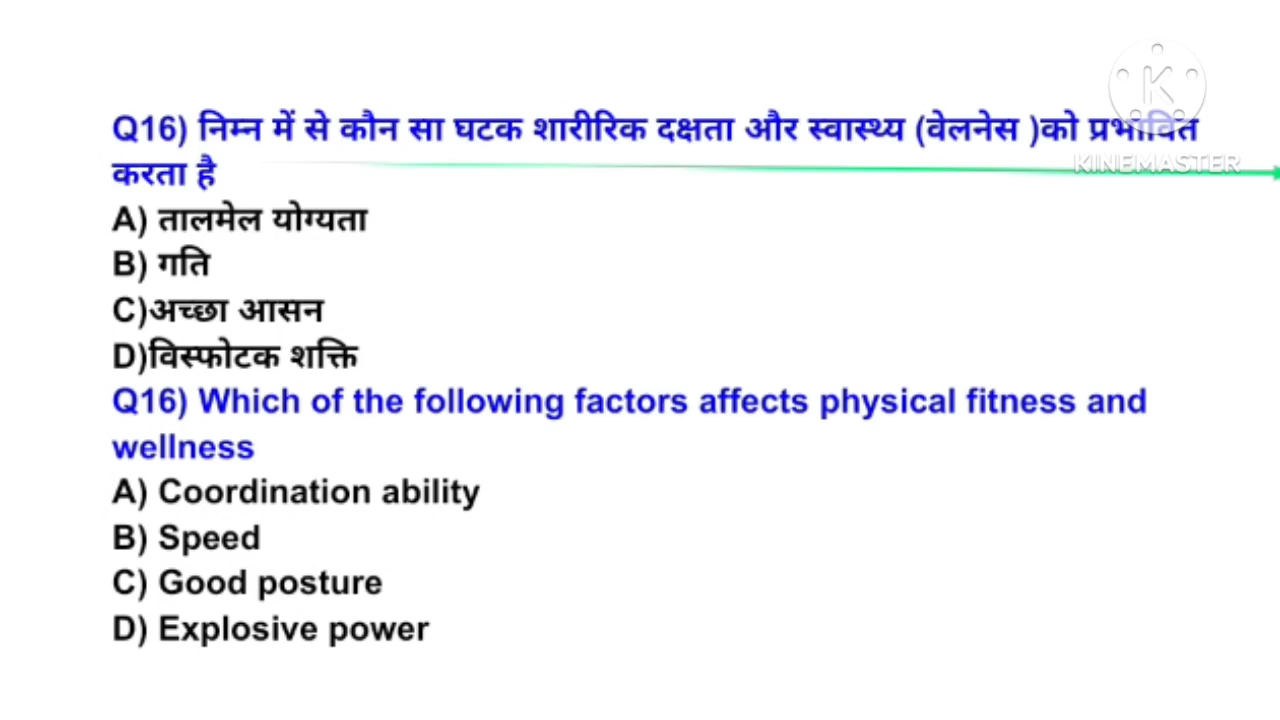 Q16) निम्न में से कौन सा घटक शारीरिक दक्षता और स्वास्थ्य (वेलनेस )को प्रभावित
करता है
A) तालमेल योग्यता
B) गति
C)अच्छा आसन
D)विस्फोटक शक्ति
Q16) Which of the following factors affects physical fitness and
wellness
A) Coordination ability
B) Speed
C) Good posture
D) Explosive power
K
KINEMASTER